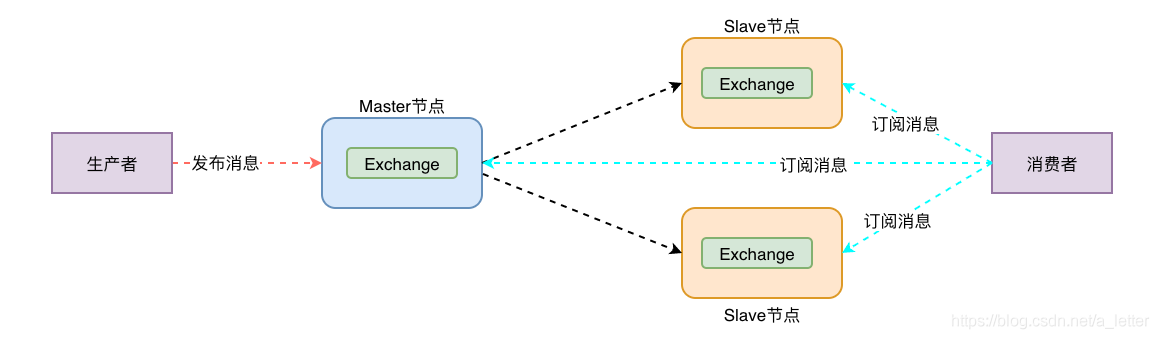 Slave节点
Exchange
Master节点
订阅消息
生产者
发布消息
Exchange
订阅消息
消费者
订阅消息
Exchange
Slave节点
https://blog.csdn.net/a_letter